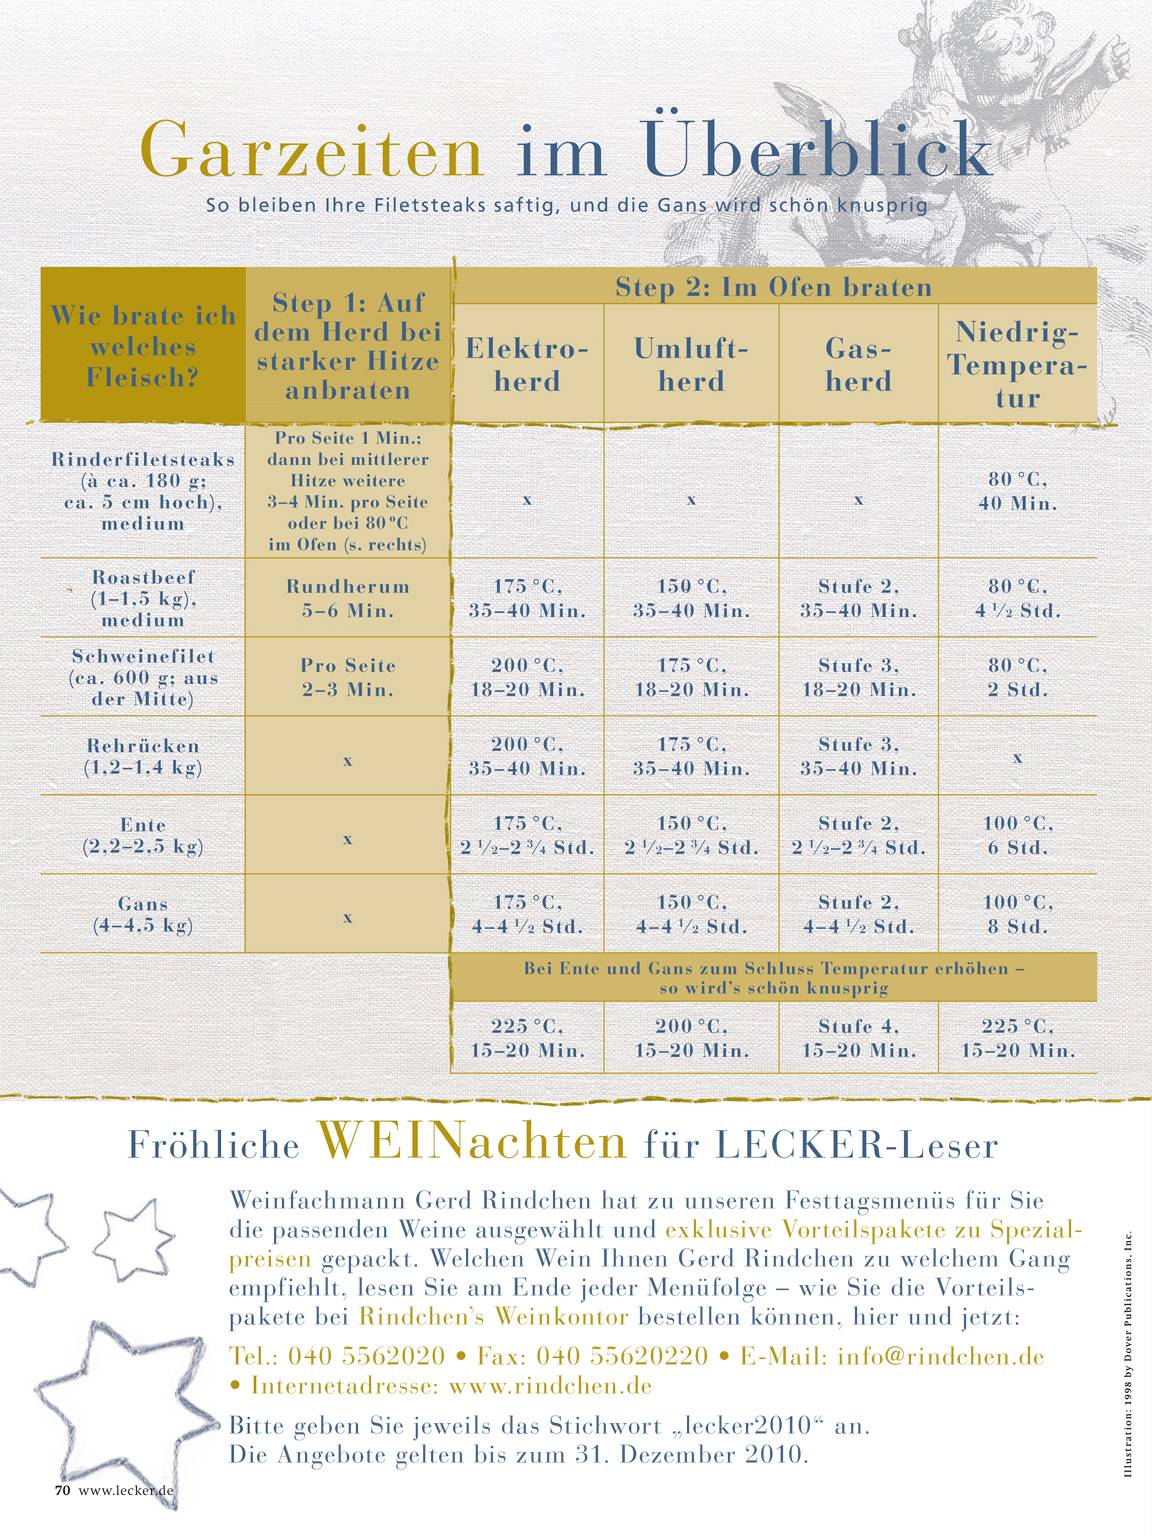 Garzeiten im Überblick
So bleiben Ihre Filetsteaks saftig, und die Gans wird schön knusprig
Wie brate ich
welches
Fleisch?
Step 1: Auf
dem Herd bei
starker Hitze
anbraten
Step 2: Im Ofen braten
Elektro-
herd
Umluft-
herd
Gas-
herd
Niedrig-
Tempera-
tur
Rinderfiletsteaks
(à ca. 180 g;
ca. 5 cm hoch),
medium
Pro Seite 1 Min.;
dann bei mittlerer
Hitze weitere
3–4 Min. pro Seite
oder bei 80 °C
im Ofen (s. rechts)
x
x
x
80 °C,
40 Min.
Roastbeef
(1–1,5 kg),
medium
Rundherum
5–6 Min.
175 °C,
35–40 Min.
150 °C,
35–40 Min.
Stufe 2,
35–40 Min.
80 °C,
4 ½ Std.
Schweinefilet
(ca. 600 g; aus
der Mitte)
Pro Seite
2–3 Min.
200 °C,
18–20 Min.
175 °C,
18–20 Min.
Stufe 3,
18–20 Min.
80 °C,
2 Std.
Rehrücken
(1,2–1,4 kg)
x
200 °C,
35–40 Min.
175 °C,
35–40 Min.
Stufe 3,
35–40 Min.
x
Ente
(2,2–2,5 kg)
x
175 °C,
2 ½–2 ¾ Std.
150 °C,
2 ½–2 ¾ Std.
Stufe 2,
2 ½–2 ¾ Std.
100 °C,
6 Std.
Gans
(4–4,5 kg)
x
175 °C,
4–4 ½ Std.
150 °C,
4–4 ½ Std.
Stufe 2,
4–4 ½ Std.
100 °C,
8 Std.
Bei Ente und Gans zum Schluss Temperatur erhöhen –
so wird's schön knusprig
225 °C,
15–20 Min.
200 °C,
15–20 Min.
Stufe 4,
15–20 Min.
225 °C,
15–20 Min.
Fröhliche WEINachten für LECKER-Leser
Weinfachmann Gerd Rindchen hat zu unseren Festtagsmenüs für Sie
die passenden Weine ausgewählt und exklusive Vorteilspakete zu Spezial-
preisen gepackt. Welchen Wein Ihnen Gerd Rindchen zu welchem Gang
empfiehlt, lesen Sie am Ende jeder Menüfolge – wie Sie die Vorteils-
pakete bei Rindchen's Weinkontor bestellen können, hier und jetzt:
Tel.: 040 5562020 • Fax: 040 55620220 • E-Mail: info@rindchen.de
• Internetadresse: www.rindchen.de
Bitte geben Sie jeweils das Stichwort „lecker2010“ an.
Die Angebote gelten bis zum 31. Dezember 2010.
70 www.lecker.de
Illustration: 1998 by Dover Publications, Inc.